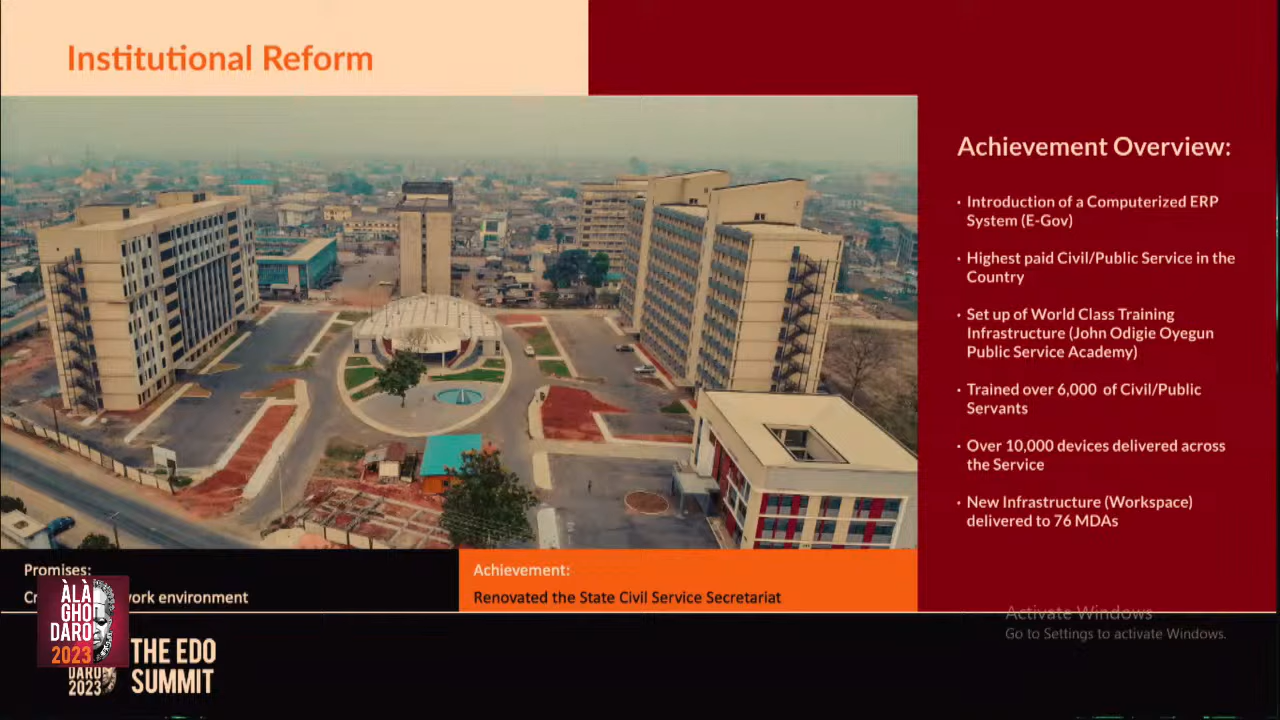 Institutional Reform
Achievement Overview:
· Introduction of a Computerized ERP
System (E-Gov)
· Highest paid Civil/Public Service in the
Country
· Set up of World Class Training
Infrastructure (John Odigie Oyegun
Public Service Academy)
· Trained over 6,000 of Civil/Public
Servants
· Over 10,000 devices delivered across
the Service
· New Infrastructure (Workspace)
delivered to 76 MDAs
Promises:
work environment
Achievement:
Renovated the State Civil Service Secretariat
Activate Windows
Go to Settings to activate Windows.
ÀLÀ
GHO
DARO
2023
DARO
2023
THE EDO
SUMMIT